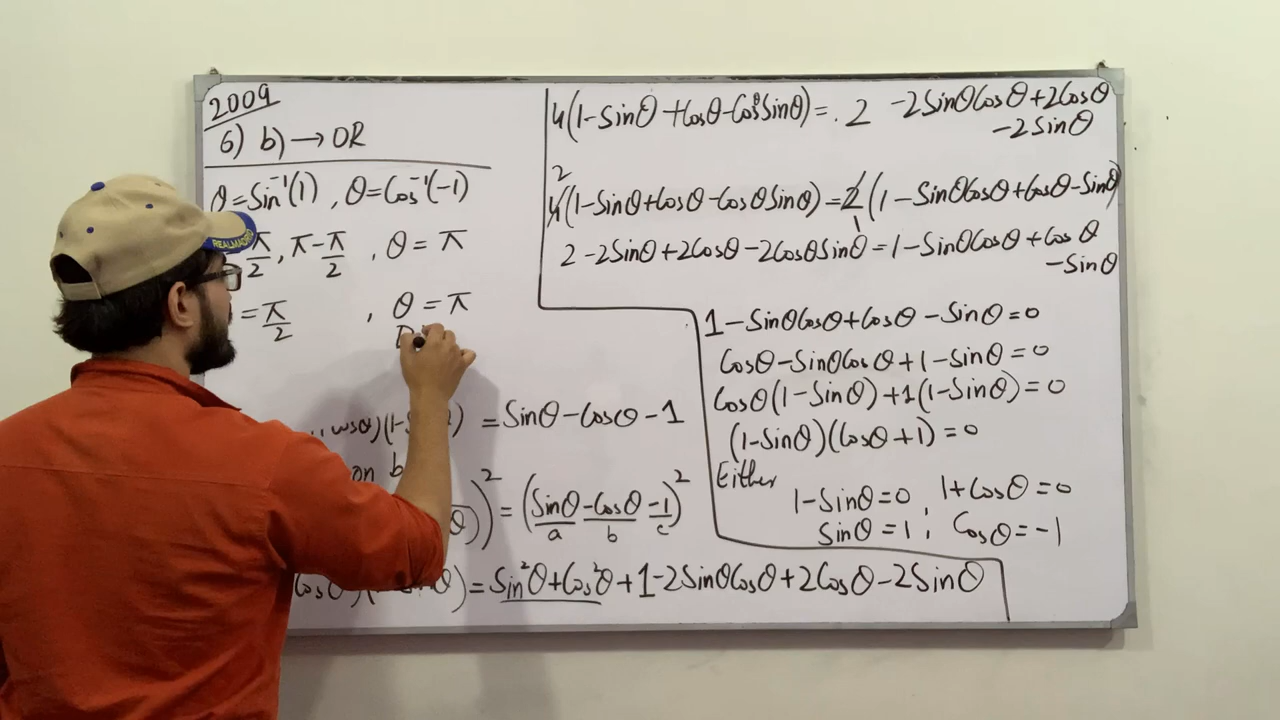 2009
6) b) → OR
θ = Sin⁻¹(1) , θ = Cos⁻¹(-1)
π/2 , π - π/2 , θ = π
= π/2 , θ = π
cosθ)(1-S = Sinθ - Cosθ - 1
on b
θ))² = (Sinθ - Cosθ - 1)²
a b c
Cosθ)( θ) = Sin²θ + Cos²θ + 1 - 2SinθCosθ + 2Cosθ - 2Sinθ
4(1 - Sinθ + Cosθ - CosθSinθ) = 2 - 2SinθCosθ + 2Cosθ
- 2Sinθ
2
4(1 - Sinθ + Cosθ - CosθSinθ) = 2(1 - SinθCosθ + Cosθ - Sinθ)
1
2 - 2Sinθ + 2Cosθ - 2CosθSinθ = 1 - SinθCosθ + Cosθ
- Sinθ
1 - SinθCosθ + Cosθ - Sinθ = 0
Cosθ - SinθCosθ + 1 - Sinθ = 0
Cosθ(1 - Sinθ) + 1(1 - Sinθ) = 0
(1 - Sinθ)(Cosθ + 1) = 0
Either
1 - Sinθ = 0 , 1 + Cosθ = 0
Sinθ = 1 , Cosθ = -1
REALMADRID